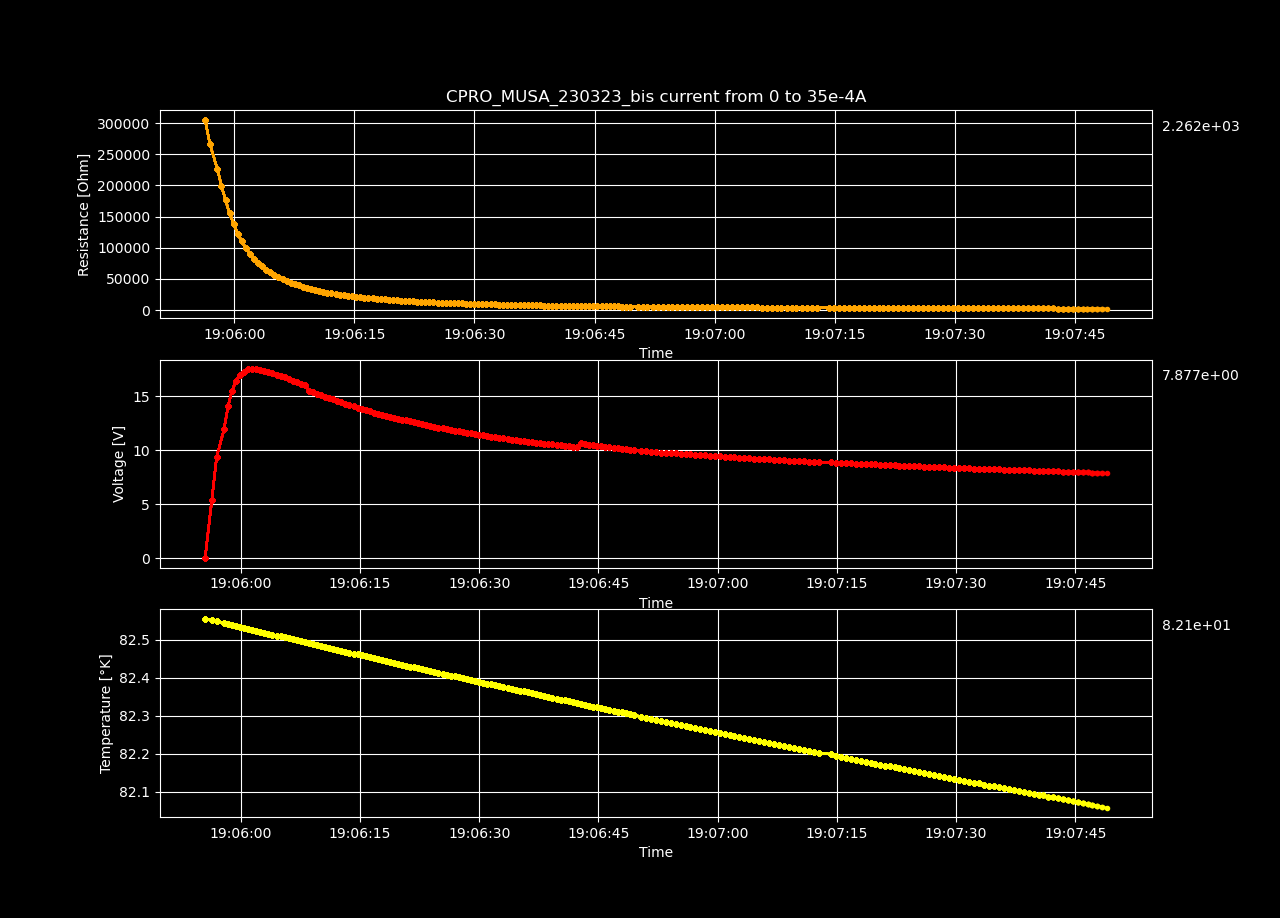 CPRO_MUSA_230323_bis current from 0 to 35e-4A
300000
250000
200000
150000
100000
50000
0
Resistance [Ohm]
2.262e+03
19:06:00 19:06:15 19:06:30 19:06:45 19:07:00 19:07:15 19:07:30 19:07:45
Time
15
10
5
0
Voltage [V]
7.877e+00
19:06:00 19:06:15 19:06:30 19:06:45 19:07:00 19:07:15 19:07:30 19:07:45
Time
82.5
82.4
82.3
82.2
82.1
Temperature [°K]
8.21e+01
19:06:00 19:06:15 19:06:30 19:06:45 19:07:00 19:07:15 19:07:30 19:07:45
Time